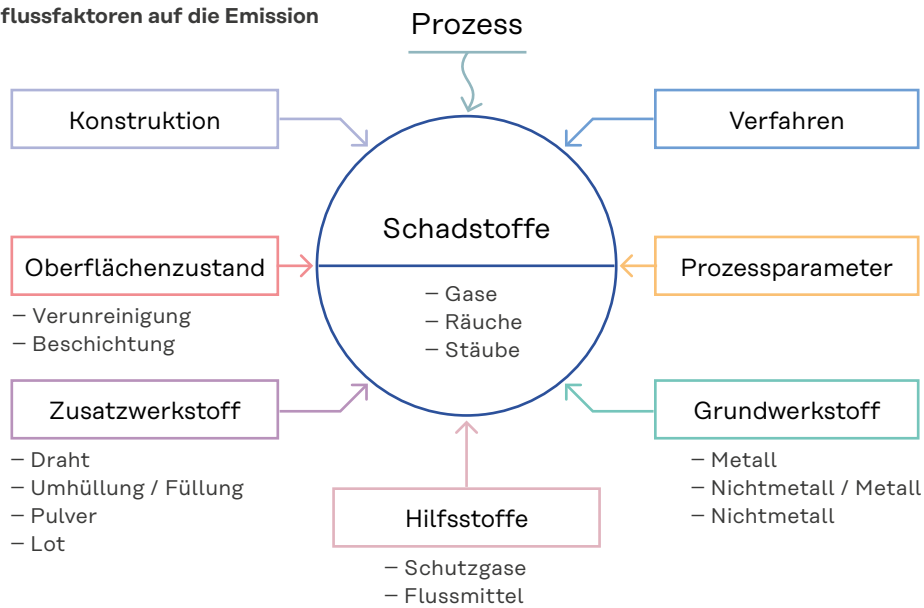 flussfaktoren auf die Emission
Prozess
Konstruktion
Verfahren
Schadstoffe
– Gase
– Räuche
– Stäube
Oberflächenzustand
– Verunreinigung
– Beschichtung
Prozessparameter
Zusatzwerkstoff
– Draht
– Umhüllung / Füllung
– Pulver
– Lot
Grundwerkstoff
– Metall
– Nichtmetall / Metall
– Nichtmetall
Hilfsstoffe
– Schutzgase
– Flussmittel